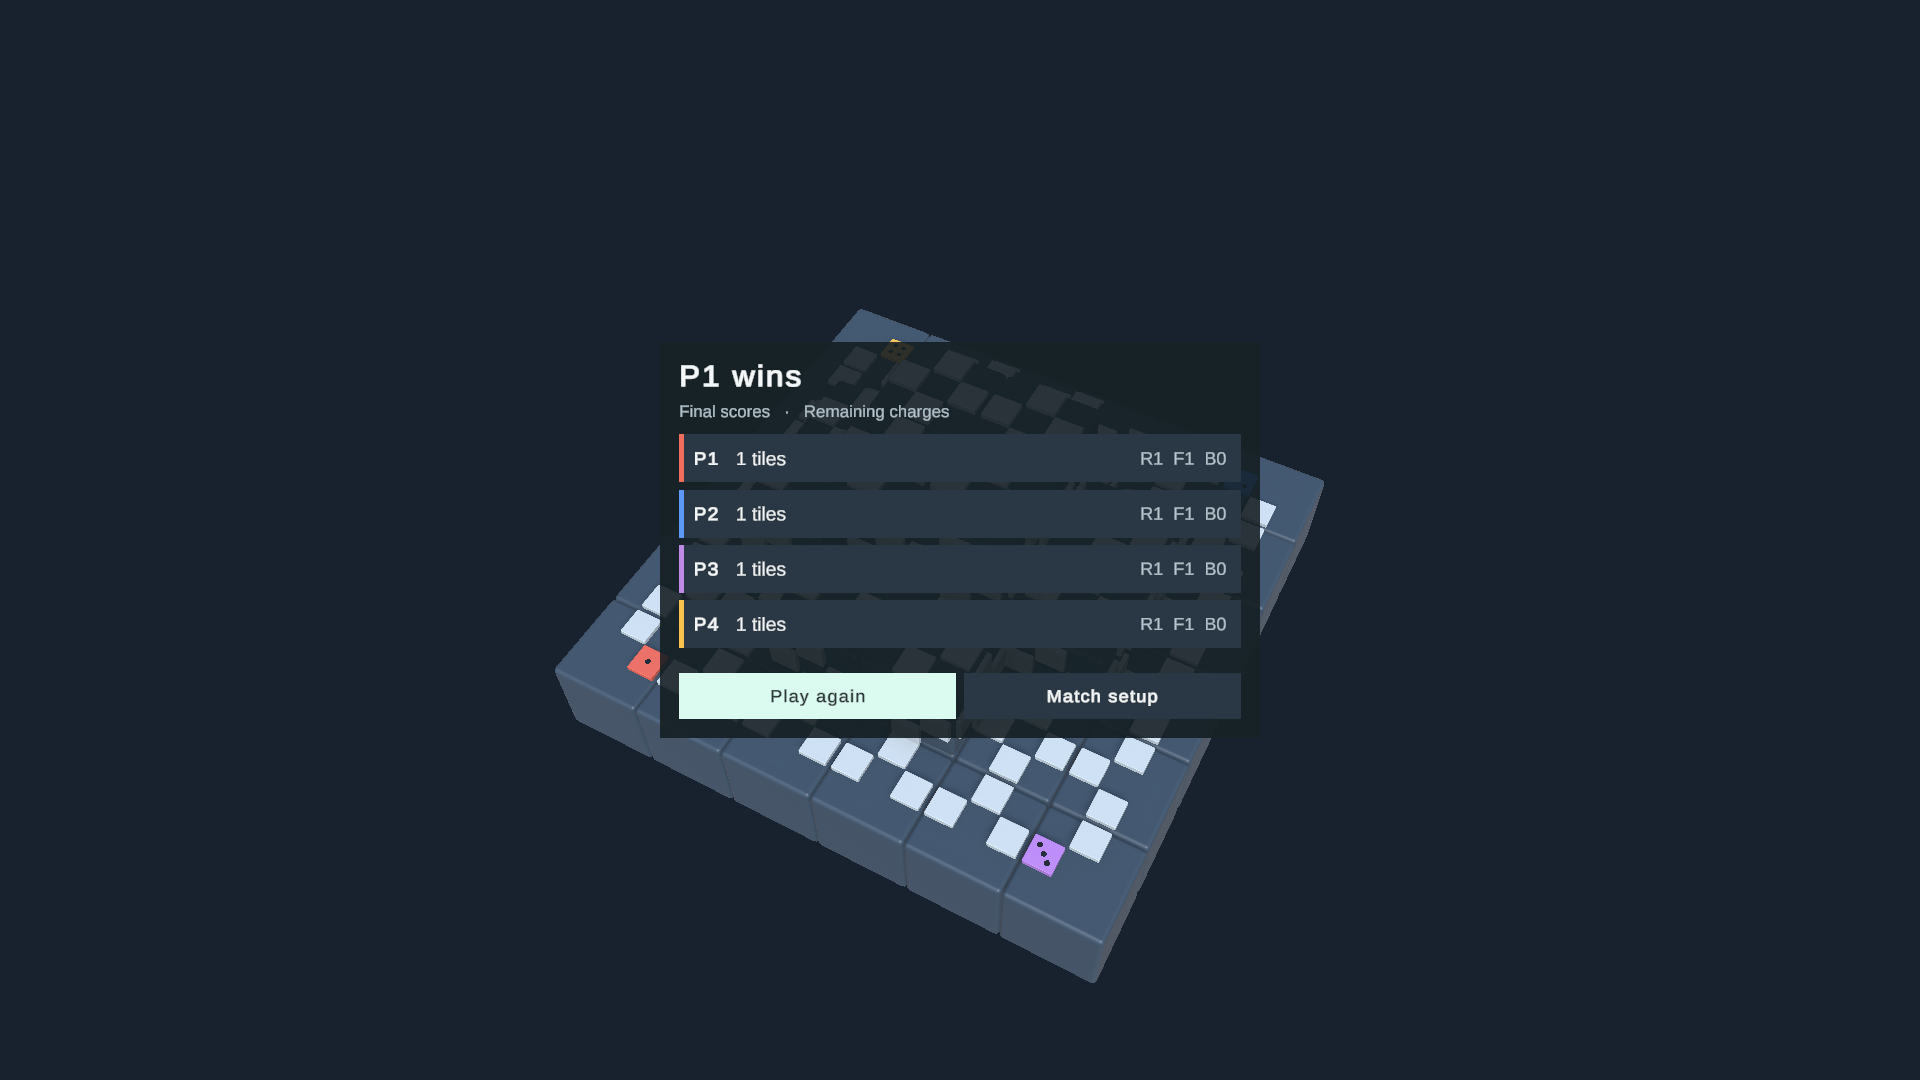 P1 wins
Final scores · Remaining charges
P1 1 tiles R1 F1 B0
P2 1 tiles R1 F1 B0
P3 1 tiles R1 F1 B0
P4 1 tiles R1 F1 B0
Play again Match setup